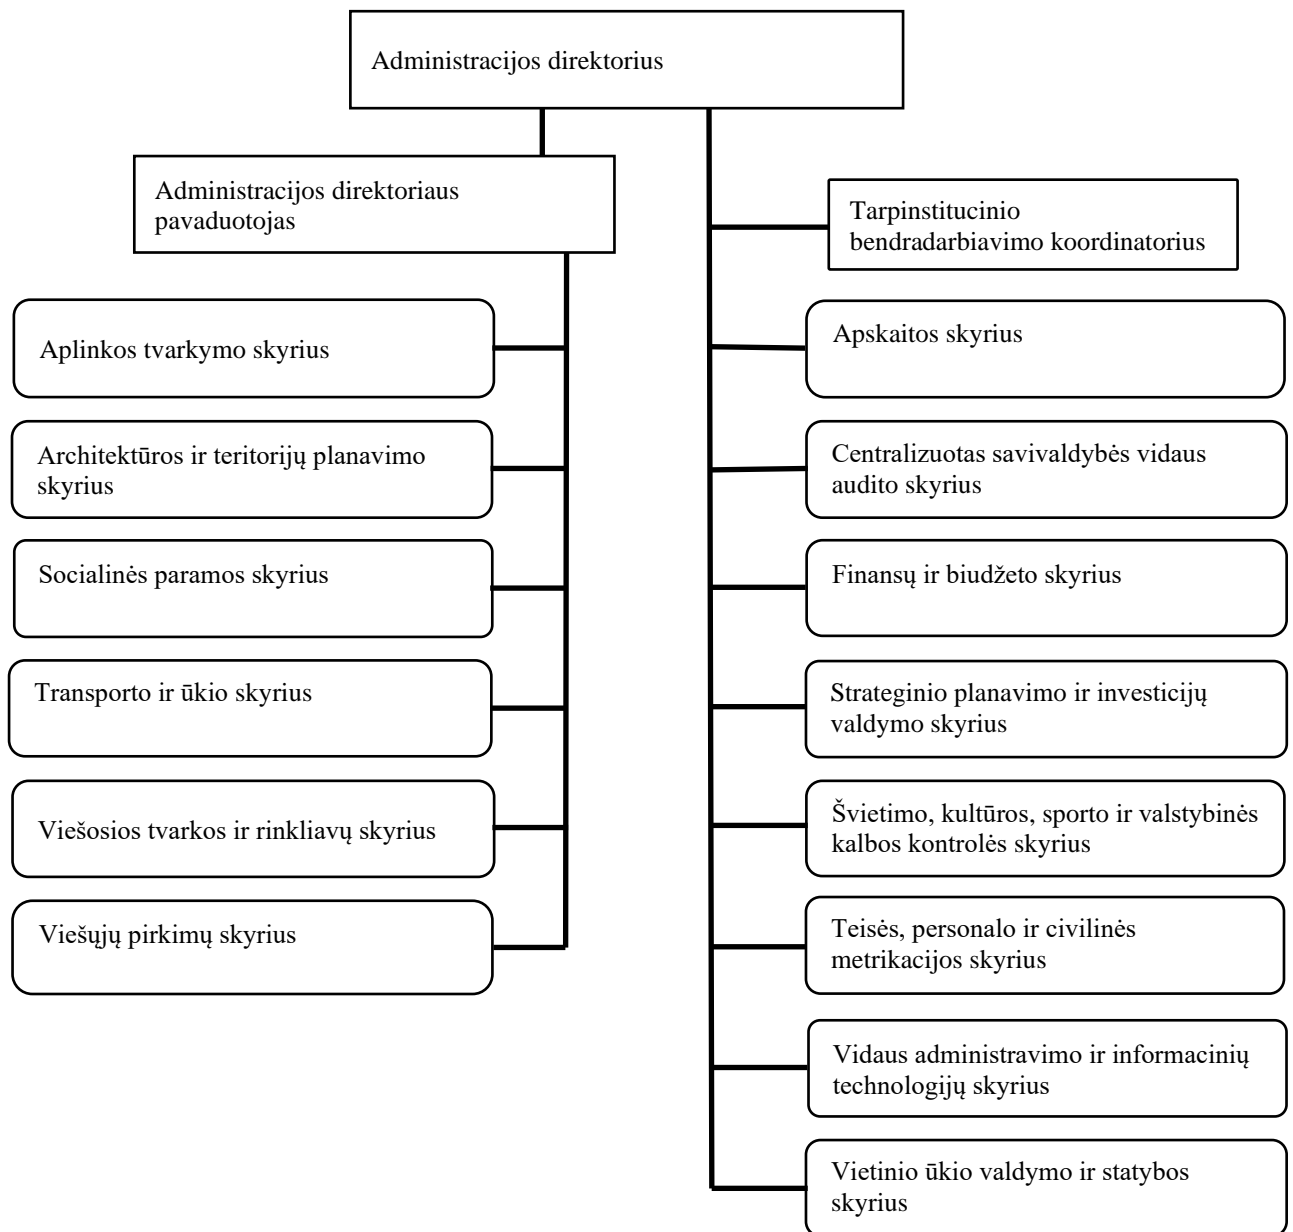 Administracijos direktorius
Administracijos direktoriaus
pavaduotojas
Tarpinstitucinio
bendradarbiavimo koordinatorius
Aplinkos tvarkymo skyrius
Architektūros ir teritorijų planavimo
skyrius
Socialinės paramos skyrius
Transporto ir ūkio skyrius
Viešosios tvarkos ir rinkliavų skyrius
Viešųjų pirkimų skyrius
Apskaitos skyrius
Centralizuotas savivaldybės vidaus
audito skyrius
Finansų ir biudžeto skyrius
Strateginio planavimo ir investicijų
valdymo skyrius
Švietimo, kultūros, sporto ir valstybinės
kalbos kontrolės skyrius
Teisės, personalo ir civilinės
metrikacijos skyrius
Vidaus administravimo ir informacinių
technologijų skyrius
Vietinio ūkio valdymo ir statybos
skyrius